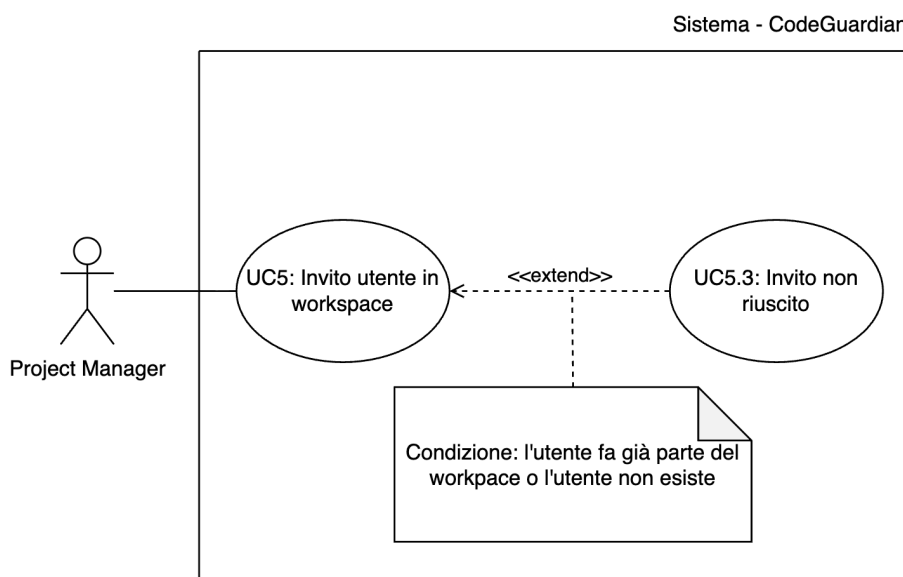 Sistema - CodeGuardian
UC5: Invito utente in
workspace
<<extend>>
UC5.3: Invito non
riuscito
Project Manager
Condizione: l'utente fa già parte del
workpace o l'utente non esiste